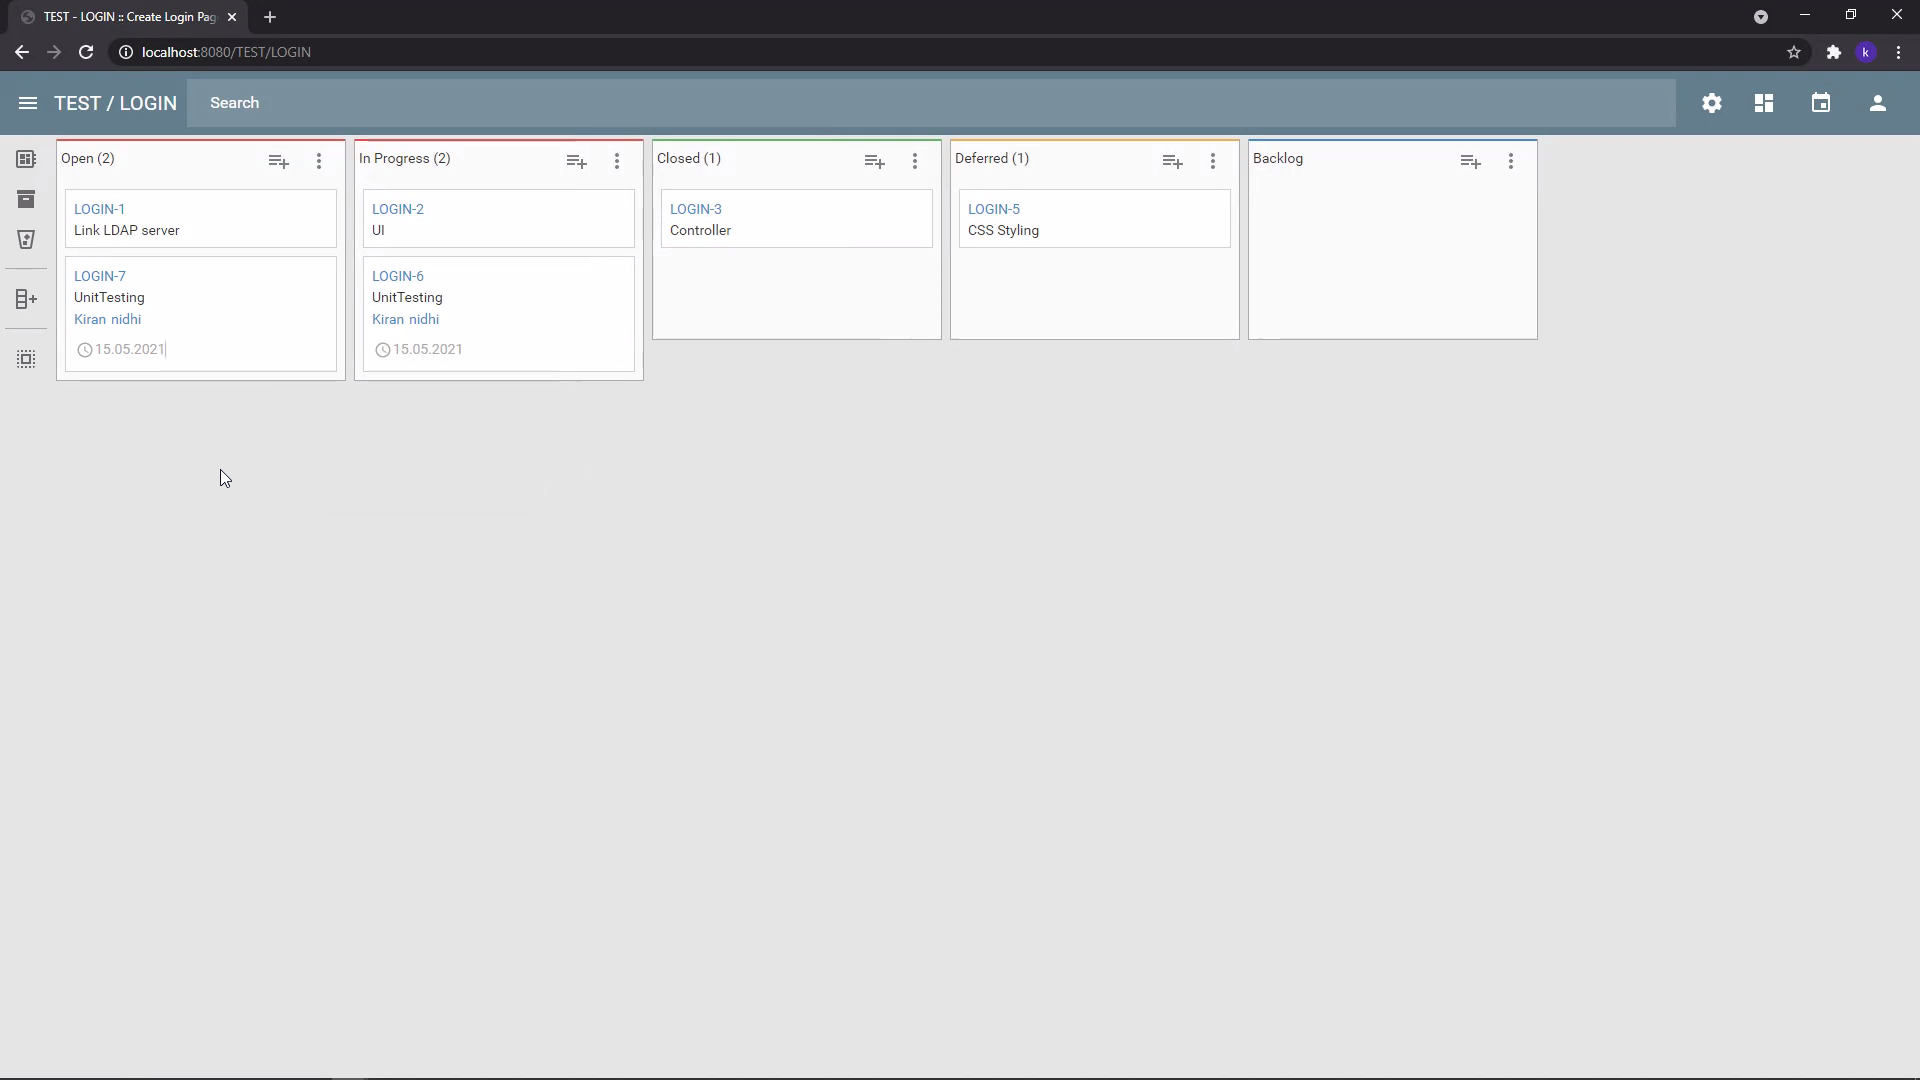 TEST - LOGIN :: Create Login Pag
localhost:8080/TEST/LOGIN
k
TEST / LOGIN
Search
Open (2)
LOGIN-1
Link LDAP server
LOGIN-7
UnitTesting
Kiran nidhi
15.05.2021
In Progress (2)
LOGIN-2
UI
LOGIN-6
UnitTesting
Kiran nidhi
15.05.2021
Closed (1)
LOGIN-3
Controller
Deferred (1)
LOGIN-5
CSS Styling
Backlog